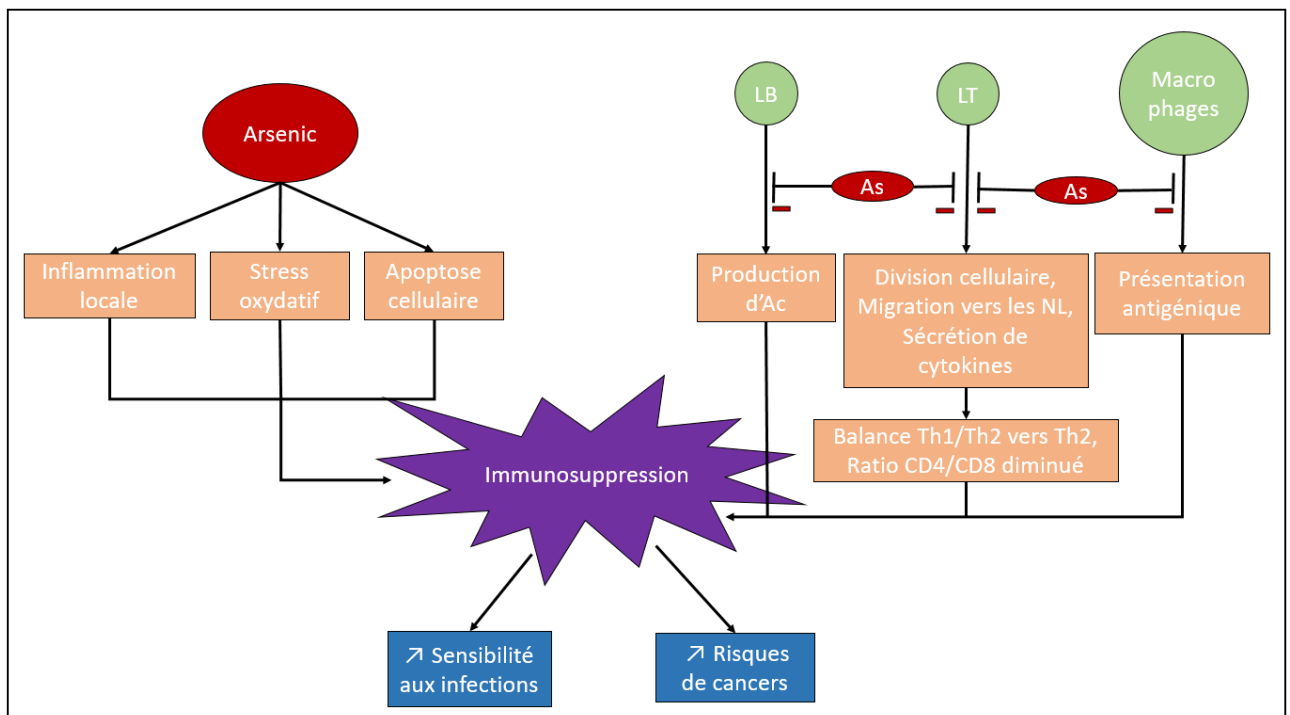 Arsenic
Inflammation
locale
Stress
oxydatif
Apoptose
cellulaire
LB
LT
Macro
phages
As
As
Production
d'Ac
Division cellulaire,
Migration vers les NL,
Sécrétion de
cytokines
Présentation
antigénique
Balance Th1/Th2 vers Th2,
Ratio CD4/CD8 diminué
Immunosuppression
↗ Sensibilité
aux infections
↗ Risques
de cancers